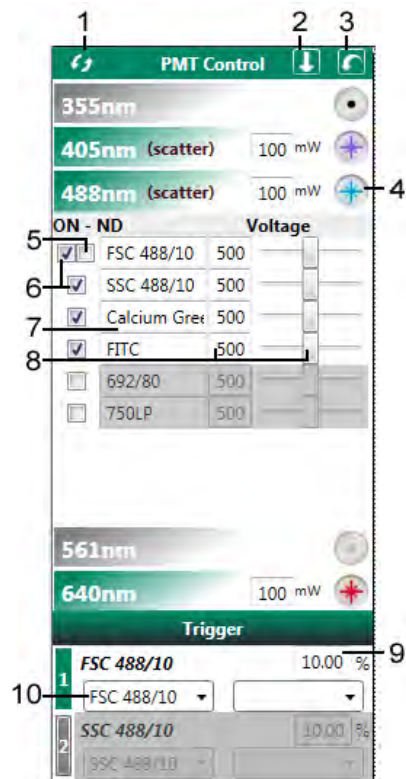 1 2 3
PMT Control
355nm
405nm (scatter) 100 mW
488nm (scatter) 100 mW 4
ON - ND Voltage
5
FSC 488/10 500
6 SSC 488/10 500
7 Calcium Gree 500
8 FITC 500
692/80 500
750LP 500
561nm
640nm 100 mW
Trigger
1 FSC 488/10 10.00 % 9
10 FSC 488/10
2 SSC 488/10 10.00 %
SSC 488/10